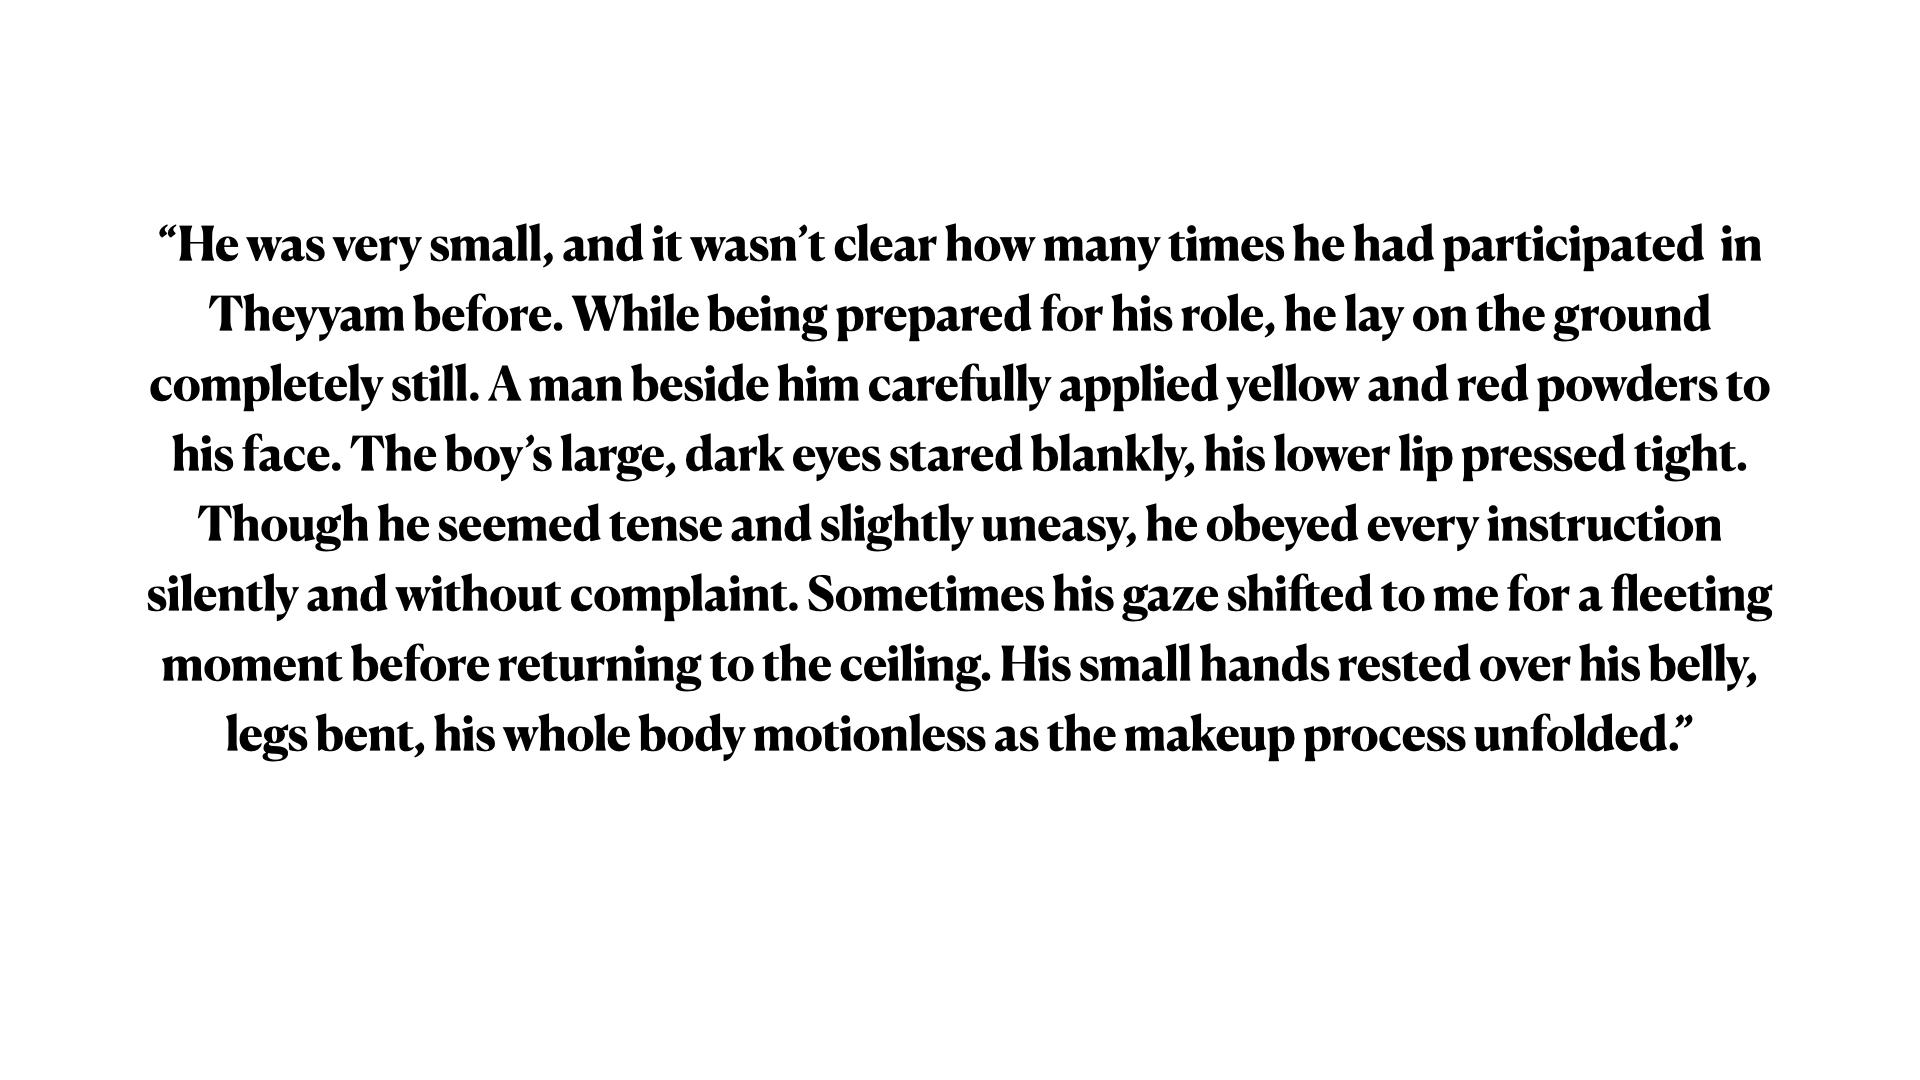 “He was very small, and it wasn’t clear how many times he had participated  in
Theyyam before. While being prepared for his role, he lay on the ground
completely still. A man beside him carefully applied yellow and red powders to
his face. The boy’s large, dark eyes stared blankly, his lower lip pressed tight.
Though he seemed tense and slightly uneasy, he obeyed every instruction
silently and without complaint. Sometimes his gaze shifted to me for a fleeting
moment before returning to the ceiling. His small hands rested over his belly,
legs bent, his whole body motionless as the makeup process unfolded.”